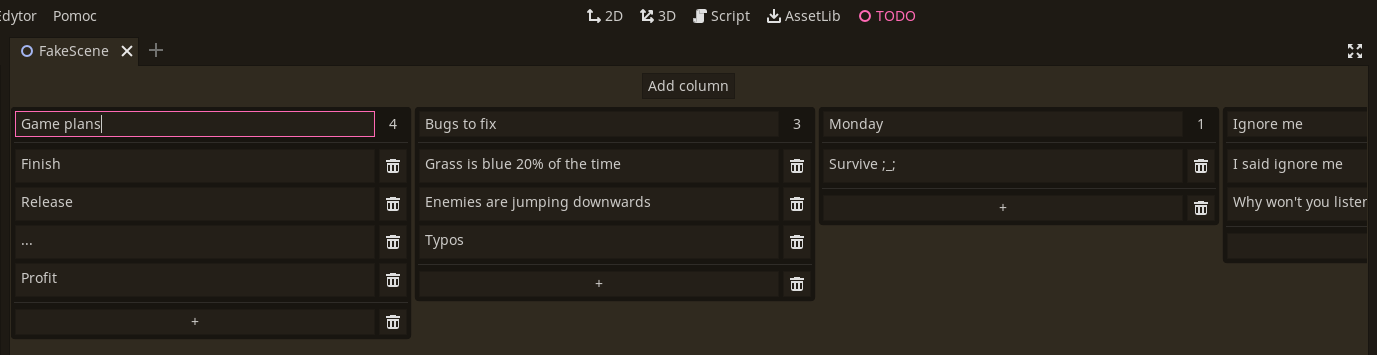 Edytor Pomoc 2D 3D Script AssetLib TODO
FakeScene
Add column
Game plans 4
Finish
Release
...
Profit
+
Bugs to fix 3
Grass is blue 20% of the time
Enemies are jumping downwards
Typos
+
Monday 1
Survive ;_;
+
Ignore me
I said ignore me
Why won't you listen